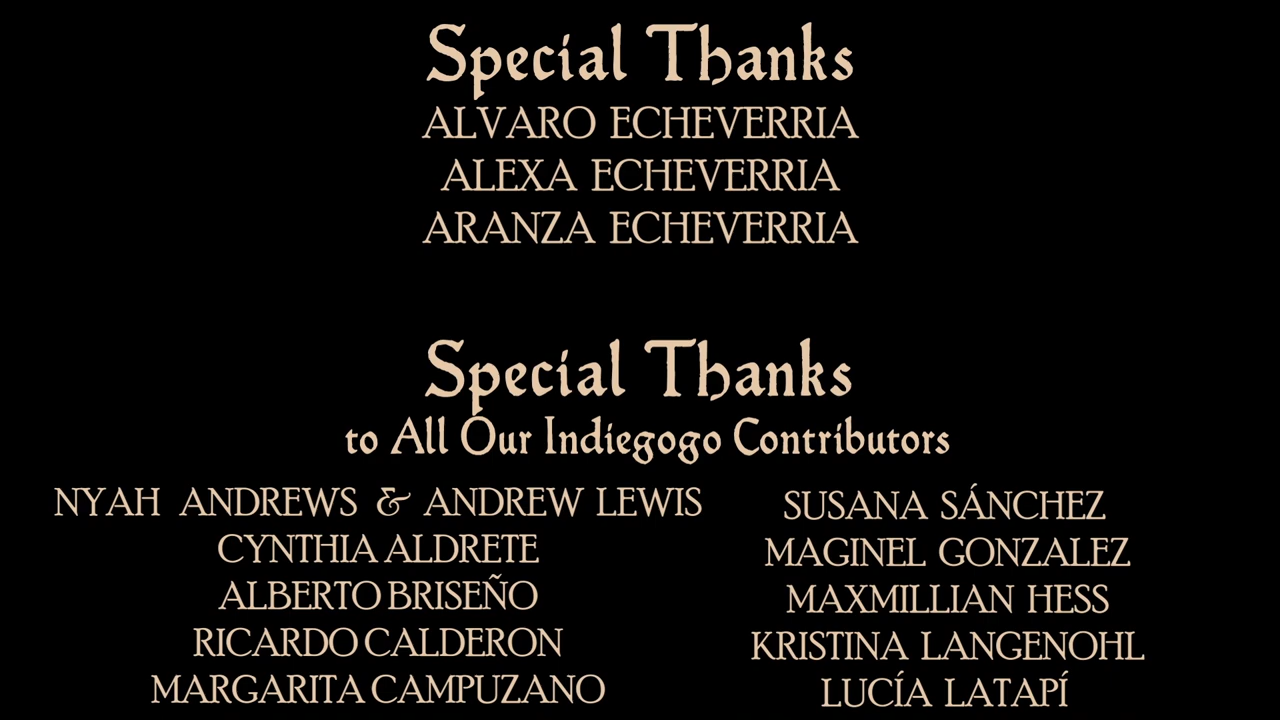 Special Thanks
ALVARO ECHEVERRIA
ALEXA ECHEVERRIA
ARANZA ECHEVERRIA
Special Thanks
to All Our Indiegogo Contributors
NYAH ANDREWS & ANDREW LEWIS
CYNTHIA ALDRETE
ALBERTO BRISEÑO
RICARDO CALDERON
MARGARITA CAMPUZANO
SUSANA SÁNCHEZ
MAGINEL GONZALEZ
MAXMILLIAN HESS
KRISTINA LANGENOHL
LUCÍA LATAPÍ